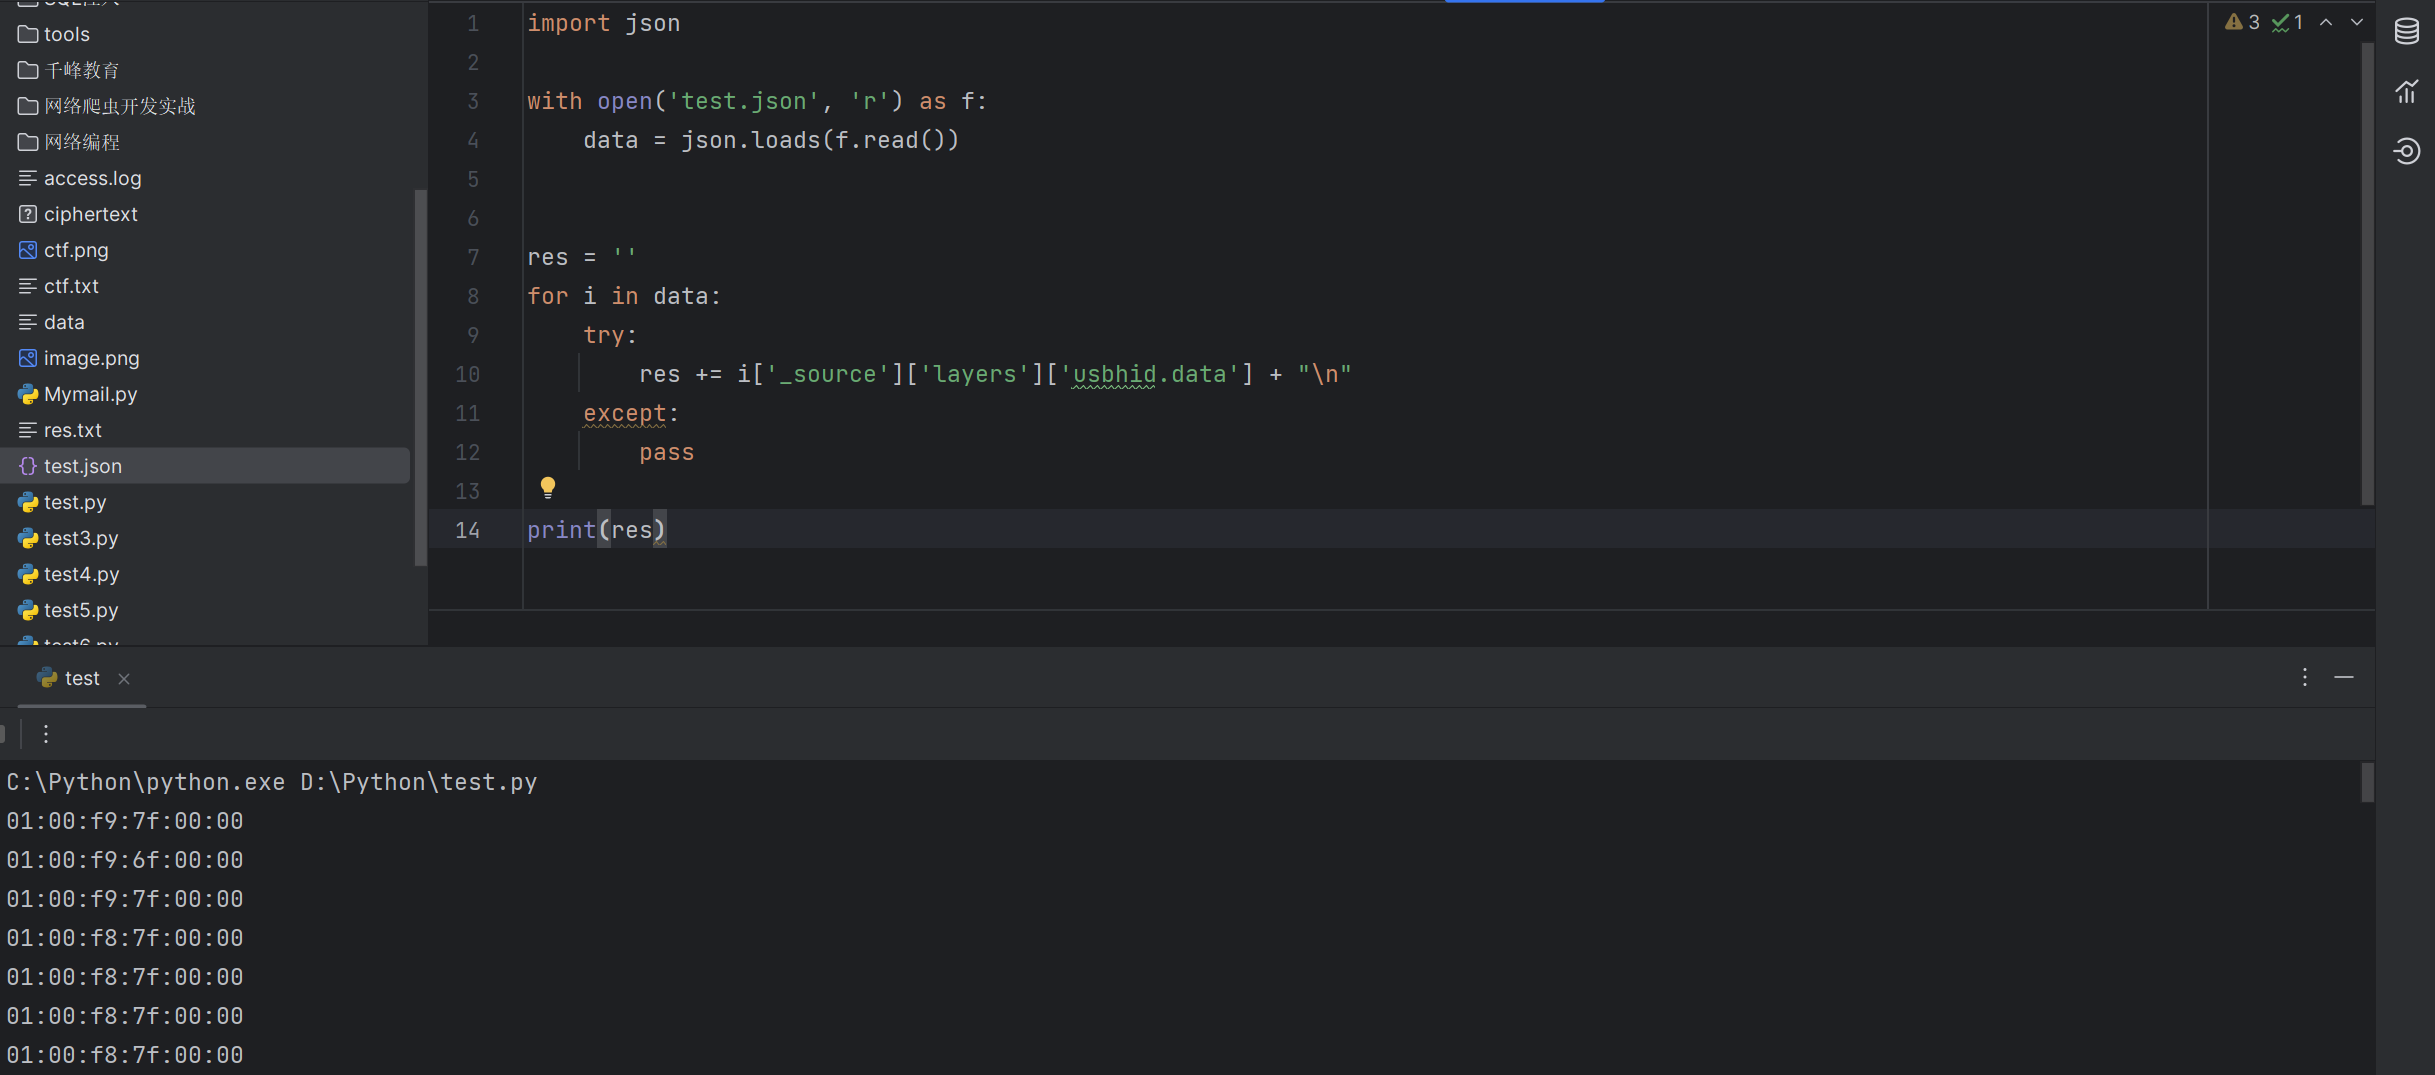 tools
千峰教育
网络爬虫开发实战
网络编程
access.log
ciphertext
ctf.png
ctf.txt
data
image.png
Mymail.py
res.txt
test.json
test.py
test3.py
test4.py
test5.py
1 import json
2
3 with open('test.json', 'r') as f:
4     data = json.loads(f.read())
5
6
7 res = ''
8 for i in data:
9     try:
10         res += i['_source']['layers']['usbhid.data'] + "\n"
11     except:
12         pass
13
14 print(res)
3 1
test
C:\Python\python.exe D:\Python\test.py
01:00:f9:7f:00:00
01:00:f9:6f:00:00
01:00:f9:7f:00:00
01:00:f8:7f:00:00
01:00:f8:7f:00:00
01:00:f8:7f:00:00
01:00:f8:7f:00:00